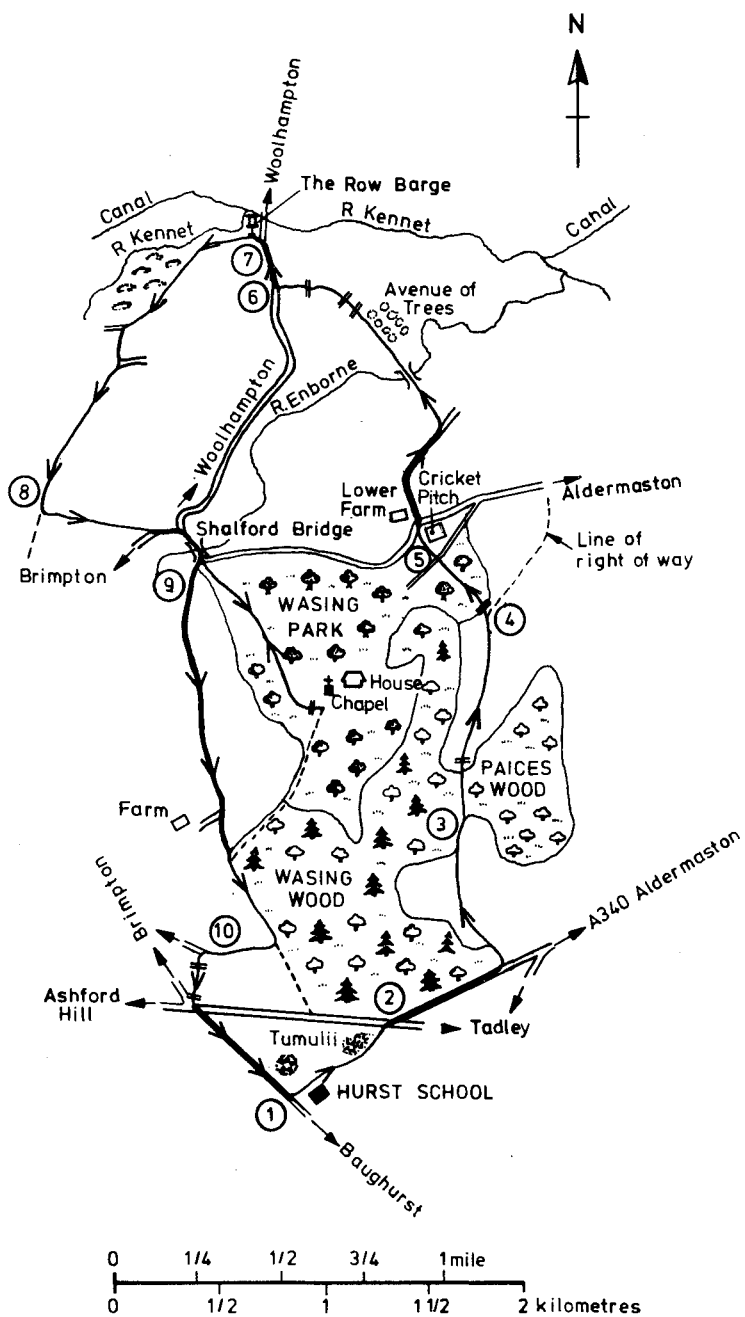 N
Woolhampton
The Row Barge
Canal
R Kennet
R Kennet
Canal
7
6
Avenue of
Trees
R.Enborne
Woolhampton
8
Lower
Farm
Cricket
Pitch
Aldermaston
Shalford Bridge
Line of
right of way
Brimpton
5
9
4
WASING
PARK
House
Chapel
PAICES
WOOD
Farm
3
WASING
WOOD
A340 Aldermaston
Brimpton
10
Ashford
Hill
2
Tadley
Tumulii
HURST SCHOOL
1
Baughurst
0 1/4 1/2 3/4 1 mile
0 1/2 1 1 1/2 2 kilometres